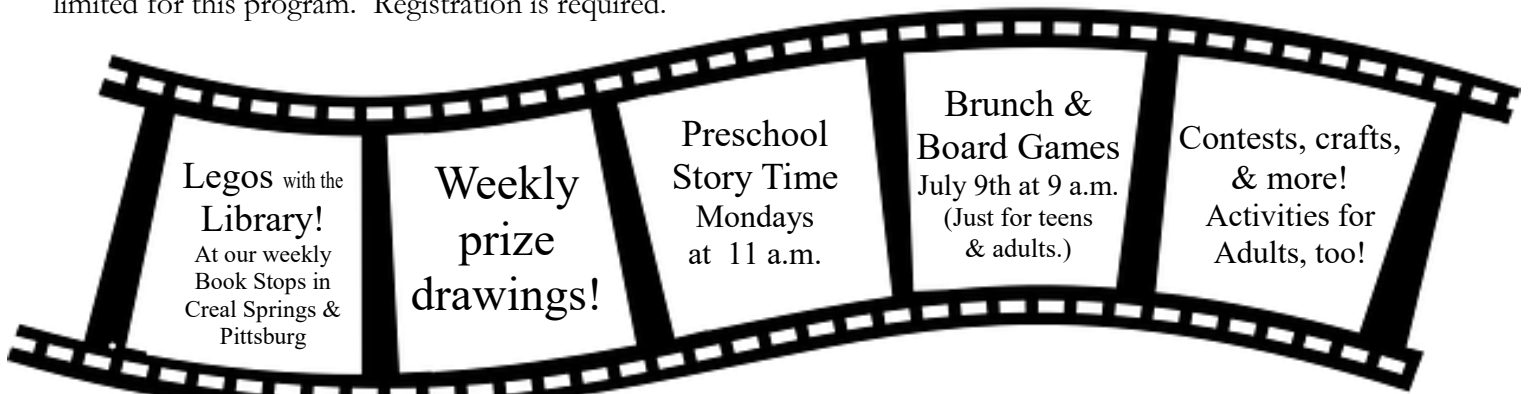 limited for this program. Registration is required.
Legos with the
Library!
At our weekly
Book Stops in
Creal Springs &
Pittsburg
Weekly
prize
drawings!
Preschool
Story Time
Mondays
at 11 a.m.
Brunch &
Board Games
July 9th at 9 a.m.
(Just for teens
& adults.)
Contests, crafts,
& more!
Activities for
Adults, too!